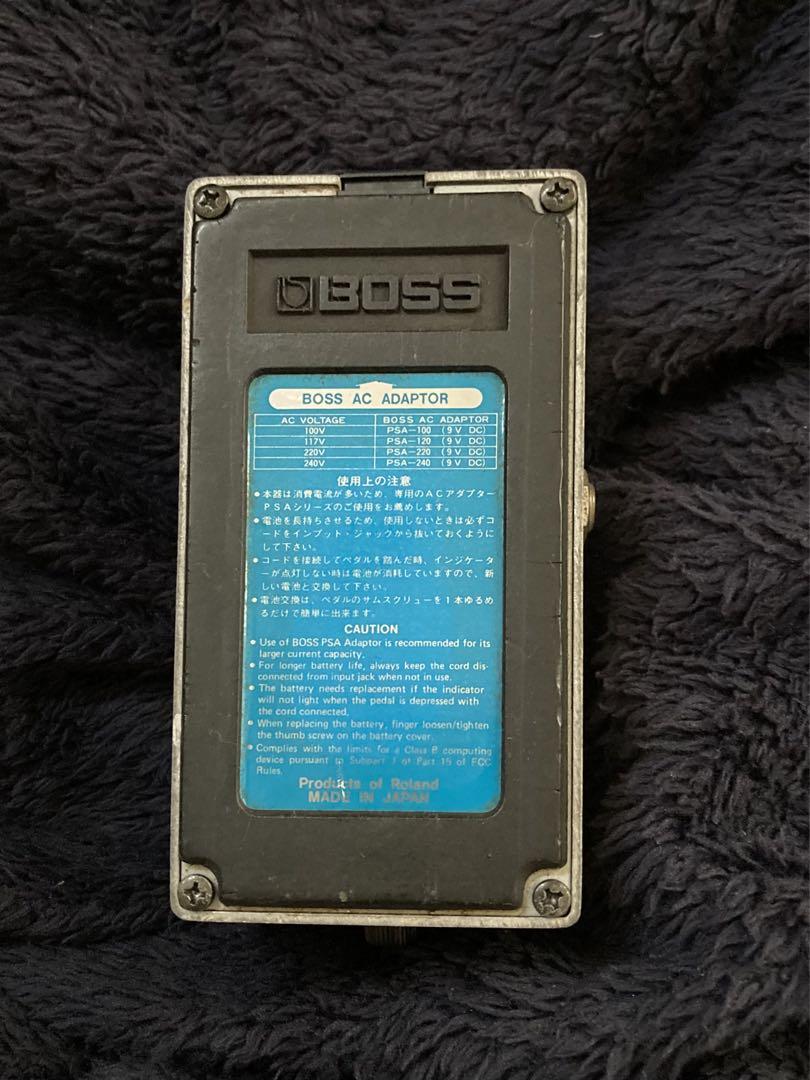 BOSS
BOSS AC ADAPTOR
AC VOLTAGE BOSS AC ADAPTOR
100V PSA-100 (9V DC)
117V PSA-120 (9V DC)
220V PSA-220 (9V DC)
240V PSA-240 (9V DC)
使用上の注意
●本器は消費電流が多いため、専用のACアダプター
PSAシリーズのご使用をお薦めします。
●電池を長持ちさせるため、使用しないときは必ずコ
ードをインプット・ジャックから抜いておくように
して下さい。
●コードを接続してペダルを踏んだ時、インジケータ
ーが点灯しない時は電池が消耗していますので、新
しい電池と交換して下さい。
●電池交換は、ペダルのサムスクリューを1本ゆるめ
るだけで簡単に出来ます。
CAUTION
● Use of BOSS PSA Adaptor is recommended for its
larger current capacity.
● For longer battery life, always keep the cord dis-
connected from input jack when not in use.
● The battery needs replacement if the indicator
will not light when the pedal is depressed with
the cord connected.
● When replacing the battery, finger loosen/tighten
the thumb screw on the battery cover.
● Complies with the limits for a Class B computing
device pursuant to Subpart J of Part 15 of FCC
Rules.
Products of Roland
MADE IN JAPAN